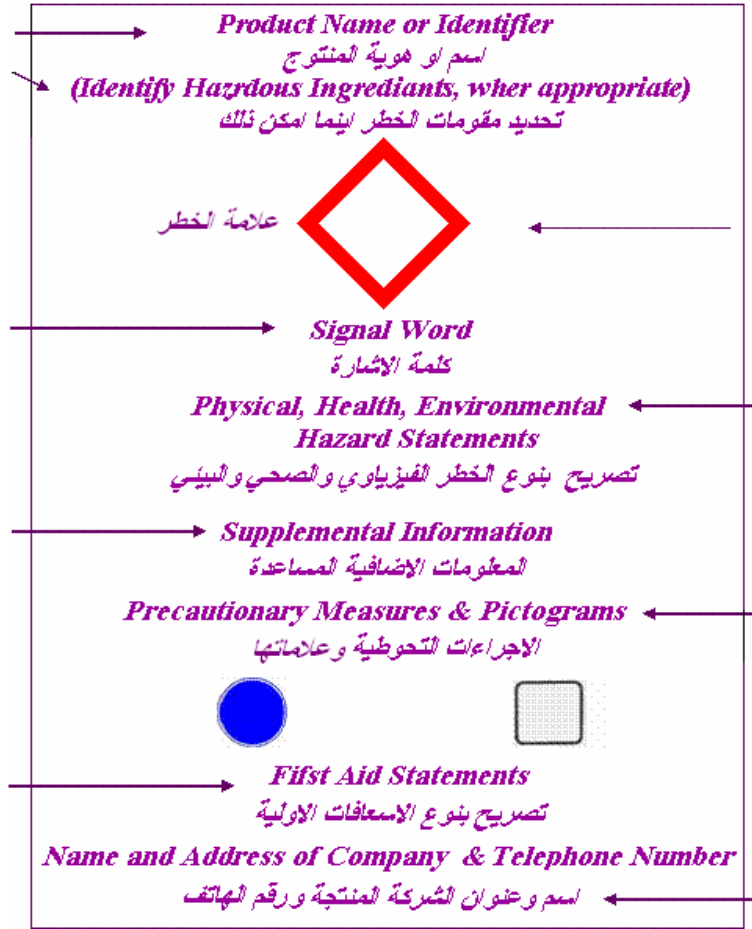 Product Name or Identifier
اسم او هوية المنتوج
(Identify Hazrdous Ingrediants, wher appropriate)
تحديد مقومات الخطر اينما امكن ذلك
علامة الخطر
Signal Word
كلمة الاشارة
Physical, Health, Environmental
Hazard Statements
تصريح بنوع الخطر الفيزياوي والصحي والبيئي
Supplemental Information
المعلومات الاضافية المساعدة
Precautionary Measures & Pictograms
الاجراءات التحوطية وعلاماتها
Fifst Aid Statements
تصريح بنوع الاسعافات الاولية
Name and Address of Company & Telephone Number
اسم وعنوان الشركة المنتجة ورقم الهاتف